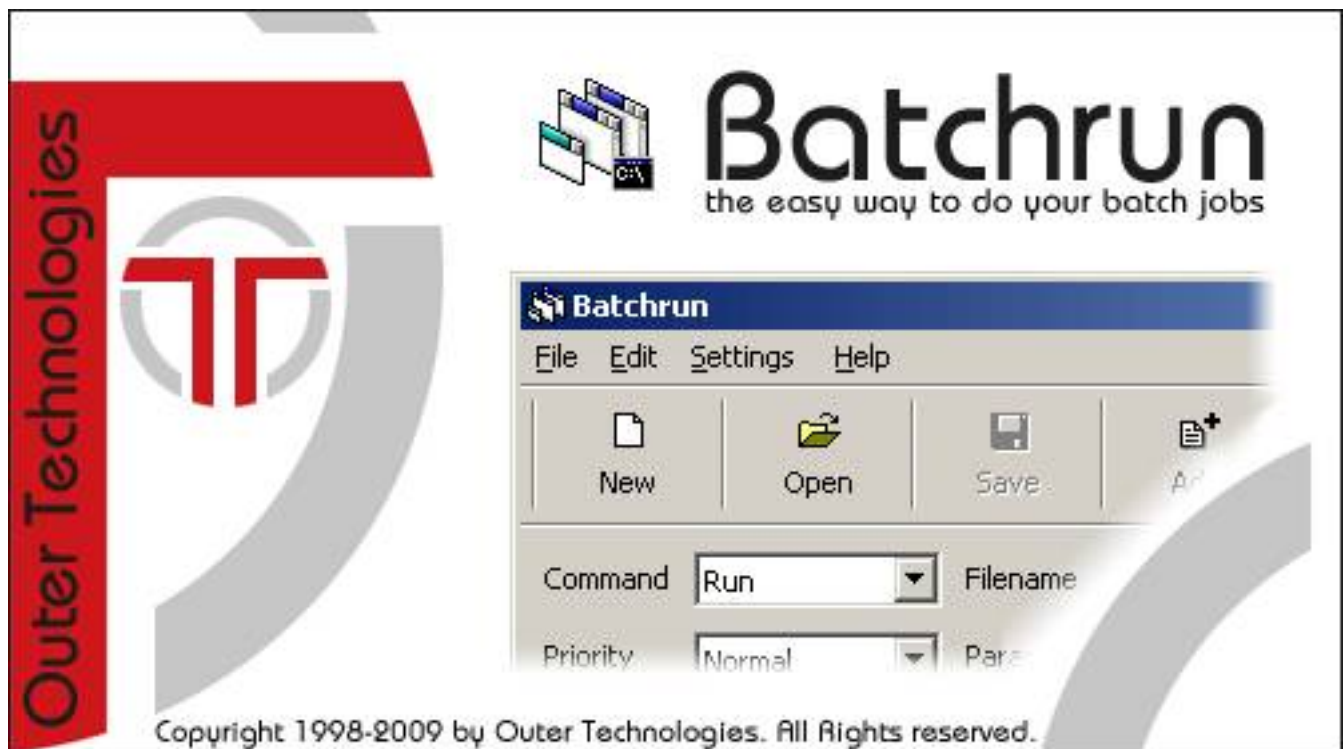 Outer Technologies
Batchrun
the easy way to do your batch jobs
C:\
Batchrun
File Edit Settings Help
New Open Save
Command Run Filename
Priority Normal
Copyright 1998-2009 by Outer Technologies. All Rights reserved.